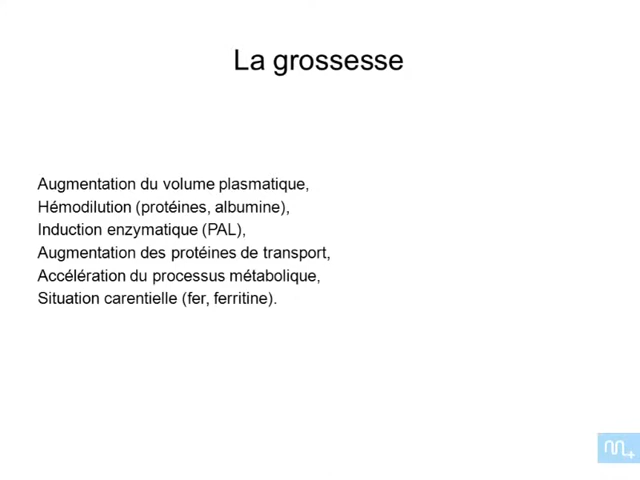 La grossesse
Augmentation du volume plasmatique,
Hémodilution (protéines, albumine),
Induction enzymatique (PAL),
Augmentation des protéines de transport,
Accélération du processus métabolique,
Situation carentielle (fer, ferritine).